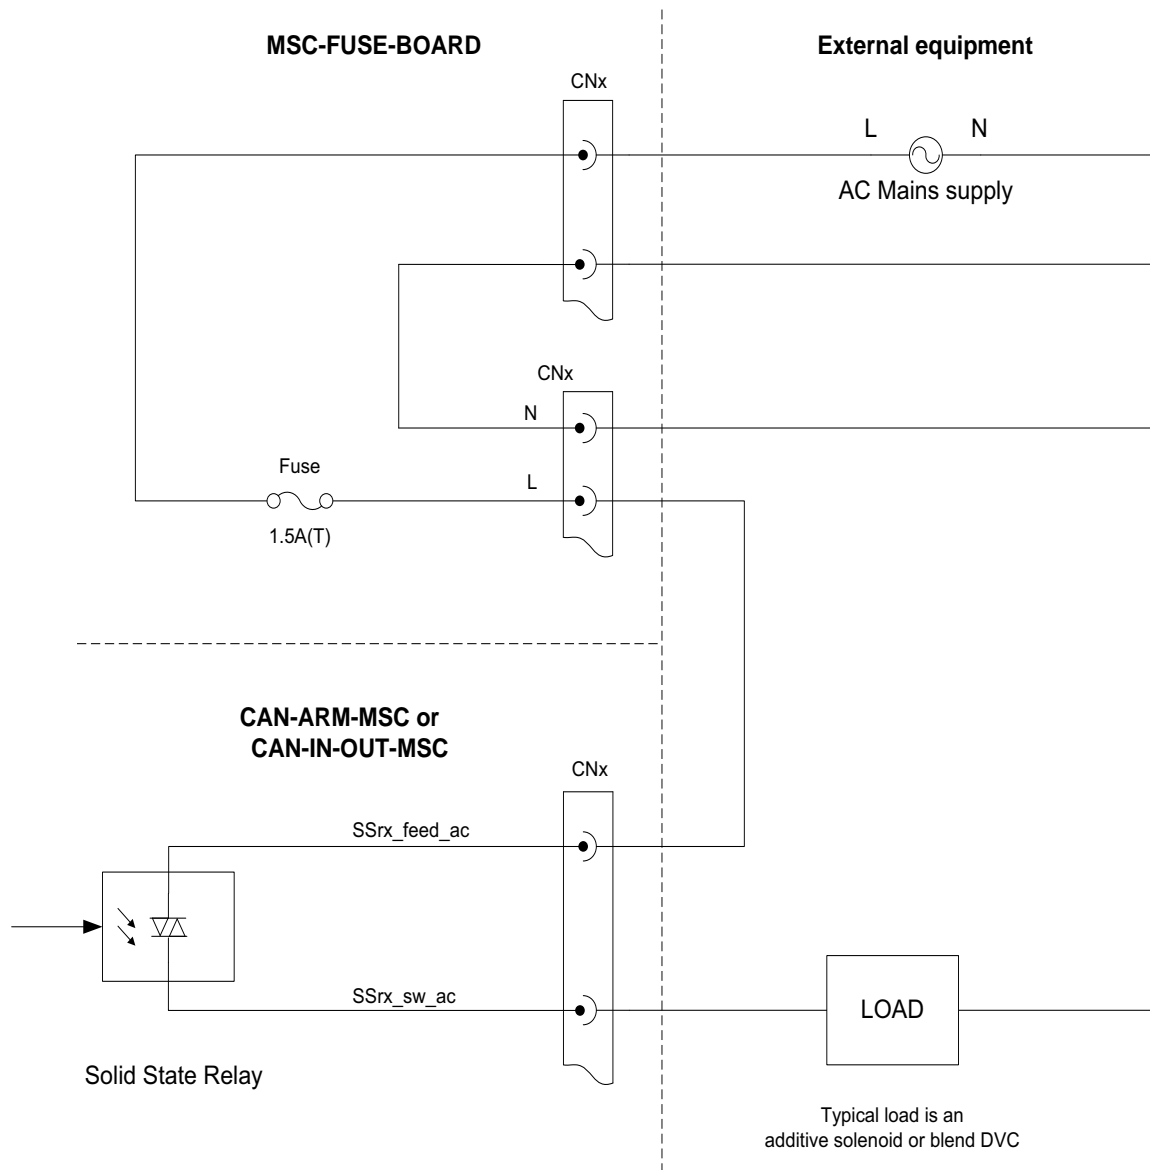 MSC-FUSE-BOARD
External equipment
CNx
L
N
AC Mains supply
CNx
N
L
Fuse
1.5A(T)
CAN-ARM-MSC or
CAN-IN-OUT-MSC
CNx
SSrx_feed_ac
SSrx_sw_ac
LOAD
Solid State Relay
Typical load is an
additive solenoid or blend DVC